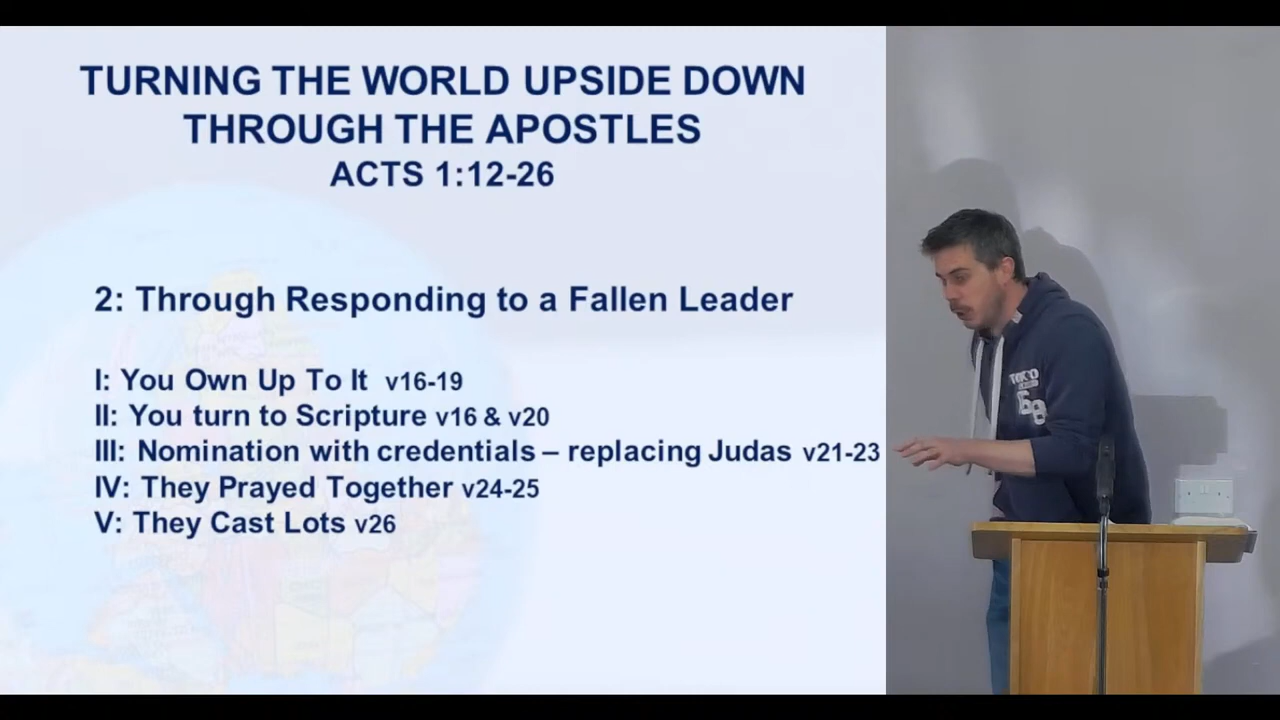 TURNING THE WORLD UPSIDE DOWN
THROUGH THE APOSTLES
ACTS 1:12-26
2: Through Responding to a Fallen Leader
I: You Own Up To It v16-19
II: You turn to Scripture v16 & v20
III: Nomination with credentials – replacing Judas v21-23
IV: They Prayed Together v24-25
V: They Cast Lots v26